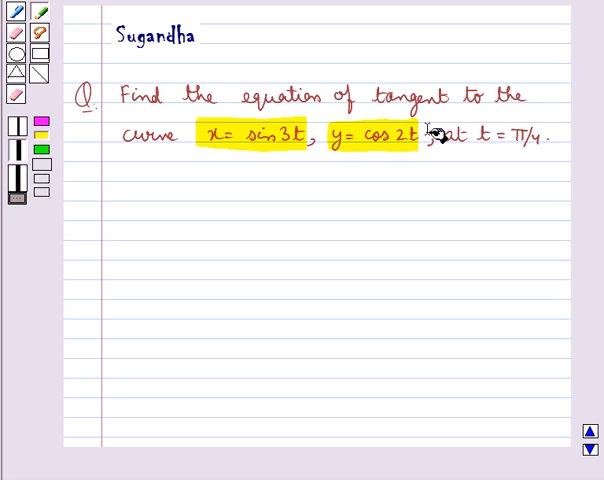 Sugandha
Q. Find the equation of tangent to the
curve x = sin 3t, y = cos 2t, at t = π/4.